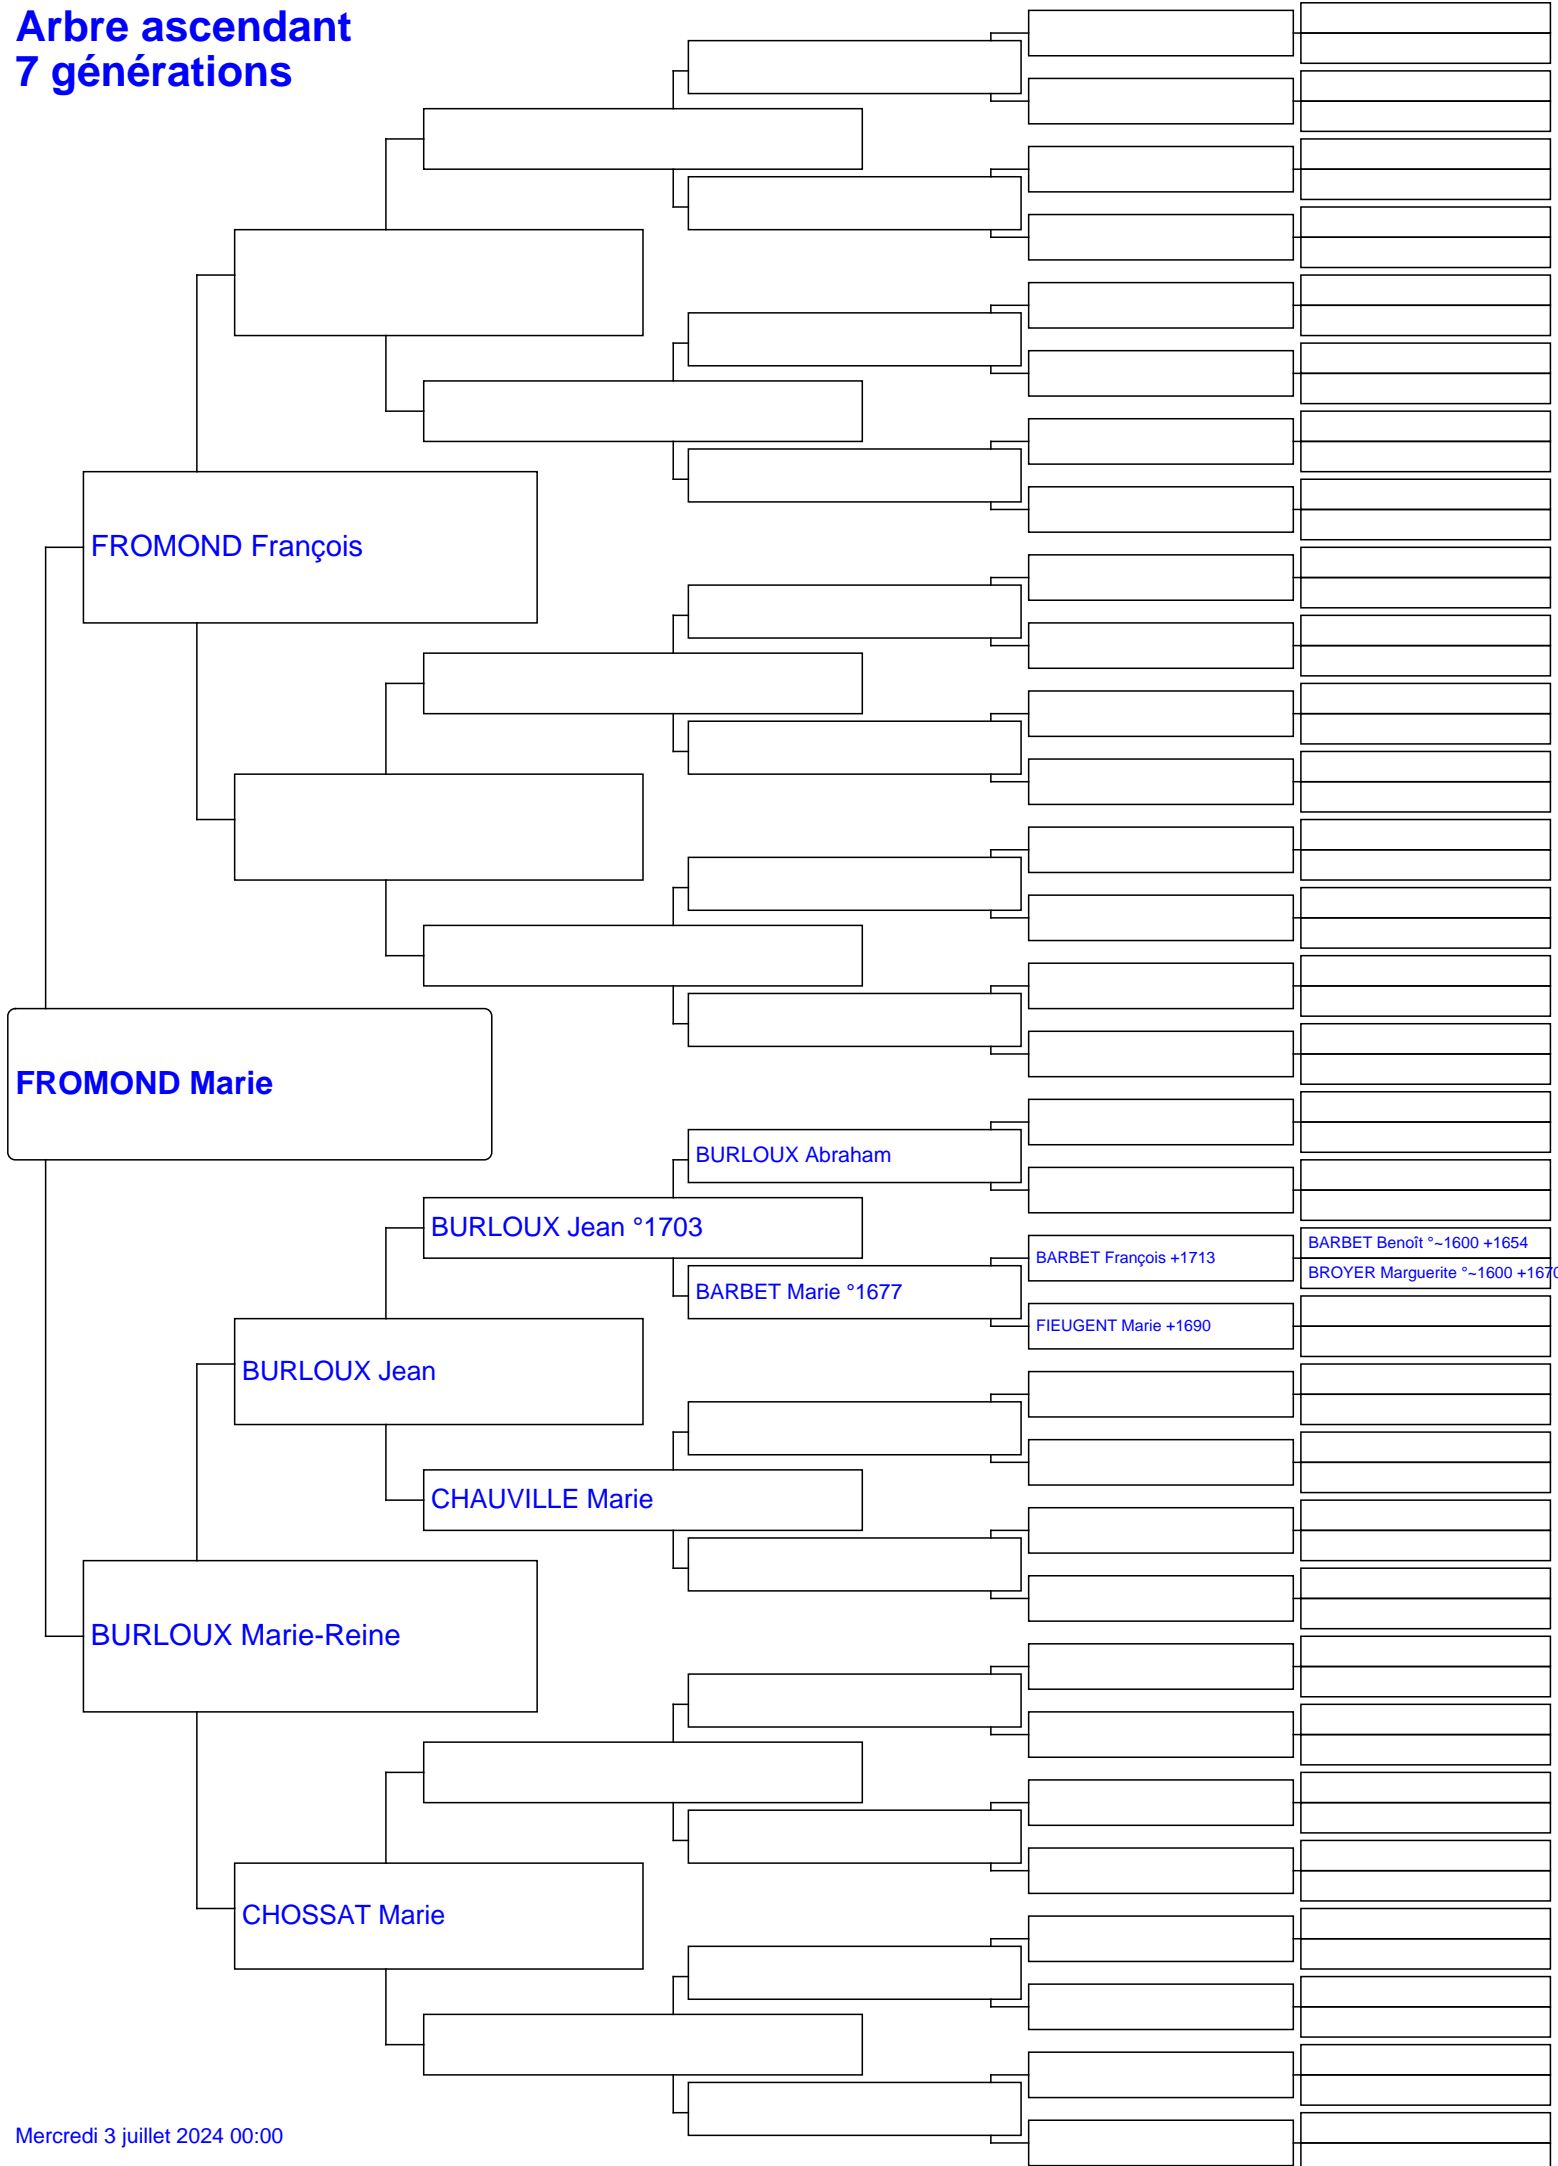 Arbre ascendant
7 générations
FROMOND François
FROMOND Marie
BURLOUX Abraham
BURLOUX Jean °1703
BARBET Benoît °~1600 +1654
BARBET François +1713
BROYER Marguerite °~1600 +1670
BARBET Marie °1677
FIEUGENT Marie +1690
BURLOUX Jean
CHAUVILLE Marie
BURLOUX Marie-Reine
CHOSSAT Marie
Mercredi 3 juillet 2024 00:00